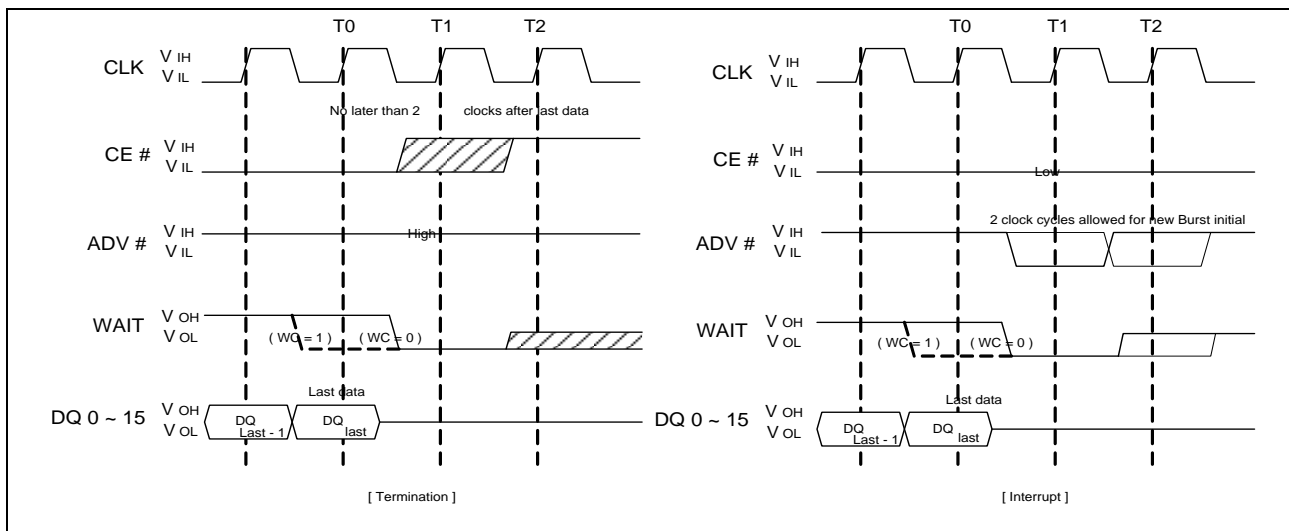 T0 T1 T2
CLK V IH
V IL
No later than 2 clocks after last data
CE # V IH
V IL
ADV # V IH
V IL
High
WAIT V OH
V OL
( WC = 1 ) ( WC = 0 )
Last data
DQ 0 ~ 15 V OH
V OL
DQ Last - 1
DQ last
[ Termination ]
T0 T1 T2
CLK V IH
V IL
CE # V IH
V IL
Low
2 clock cycles allowed for new Burst initial
ADV # V IH
V IL
WAIT V OH
V OL
( WC = 1 ) ( WC = 0 )
Last data
DQ 0 ~ 15 V OH
V OL
DQ Last - 1
DQ last
[ Interrupt ]